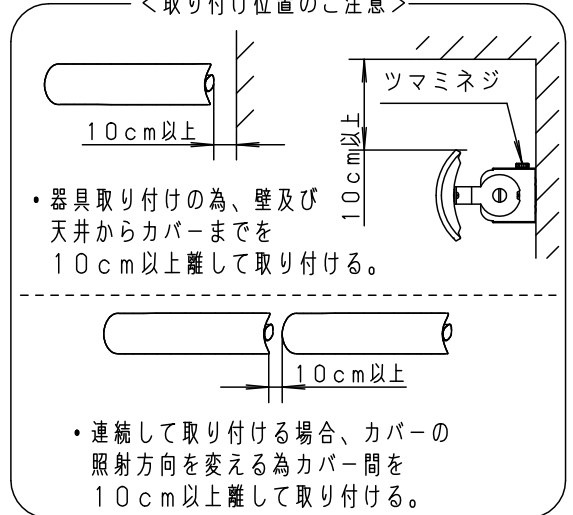 <取り付け位置のご注意>
ツマミネジ
10cm以上
10cm以上
・器具取り付けの為、壁及び
天井からカバーまでを
10cm以上離して取り付ける。
10cm以上
・連続して取り付ける場合、カバーの
照射方向を変える為カバー間を
10cm以上離して取り付ける。